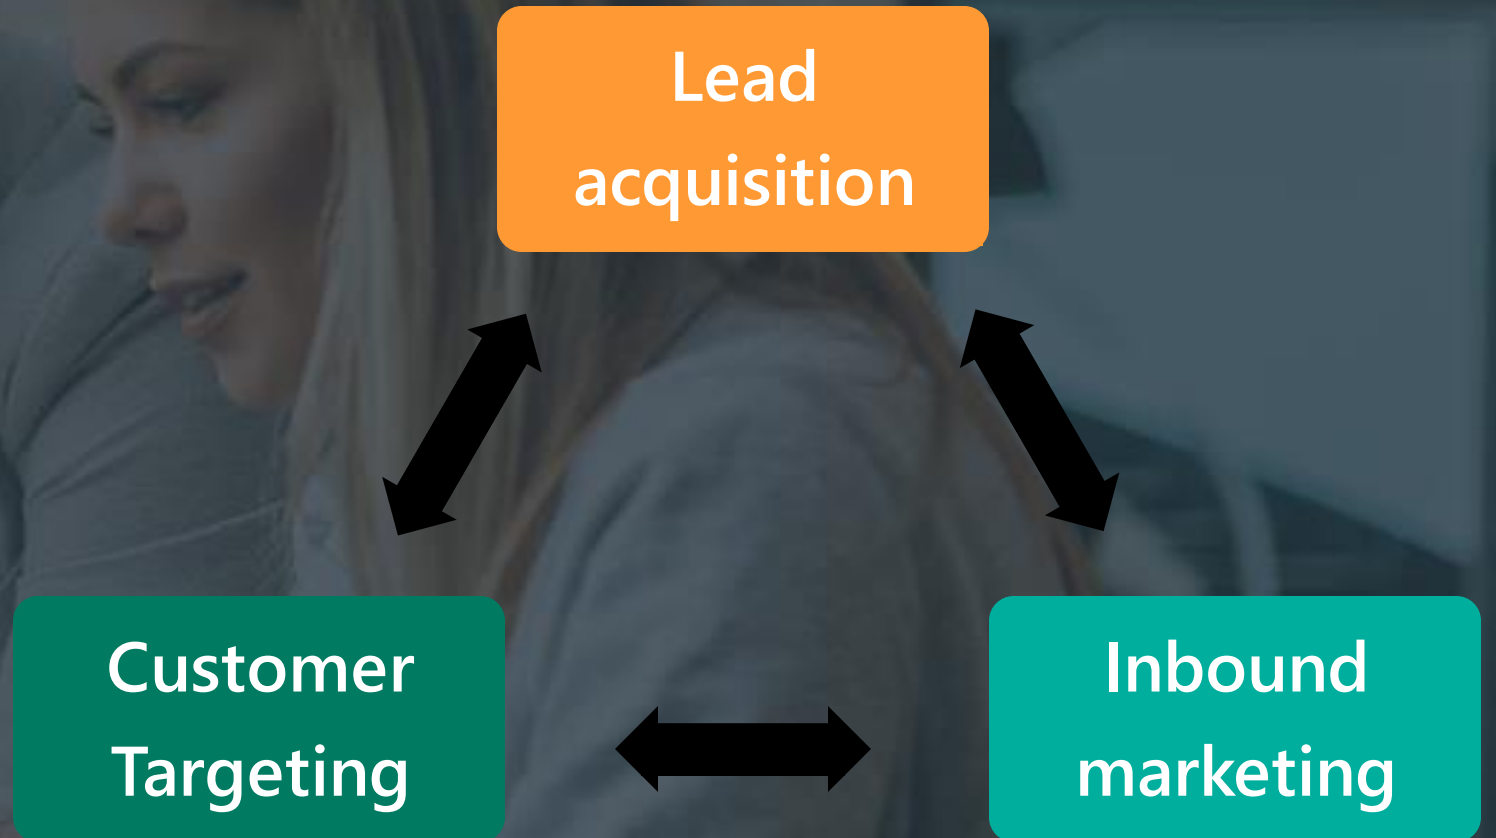 Lead
acquisition
Customer
Targeting
Inbound
marketing